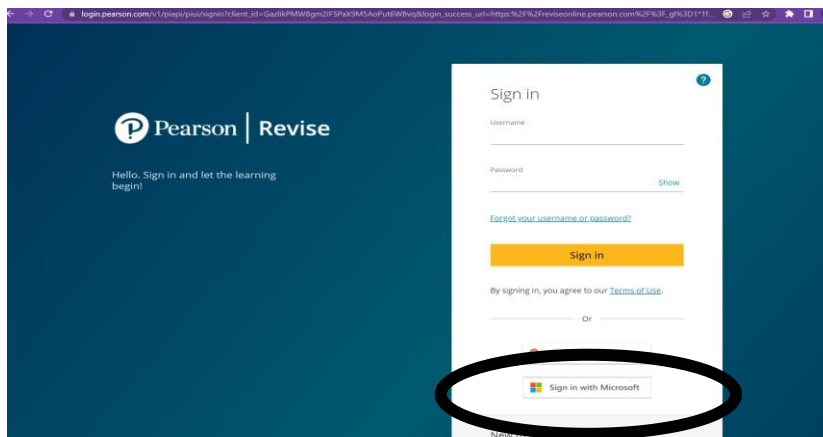 login.pearson.com/v1/piapi/piui/signin?client_id=GazlikPMW8gm2IF5PaX9M5AoPut6WBvq&login_success_url=https:%2F%2Freviseonline.pearson.com%2F%3F_gl%3D1*1f...
Pearson | Revise
Hello. Sign in and let the learning
begin!
?
Sign in
Username
Password
Show
Forgot your username or password?
Sign in
By signing in, you agree to our Terms of Use.
Or
Sign in with Microsoft
New